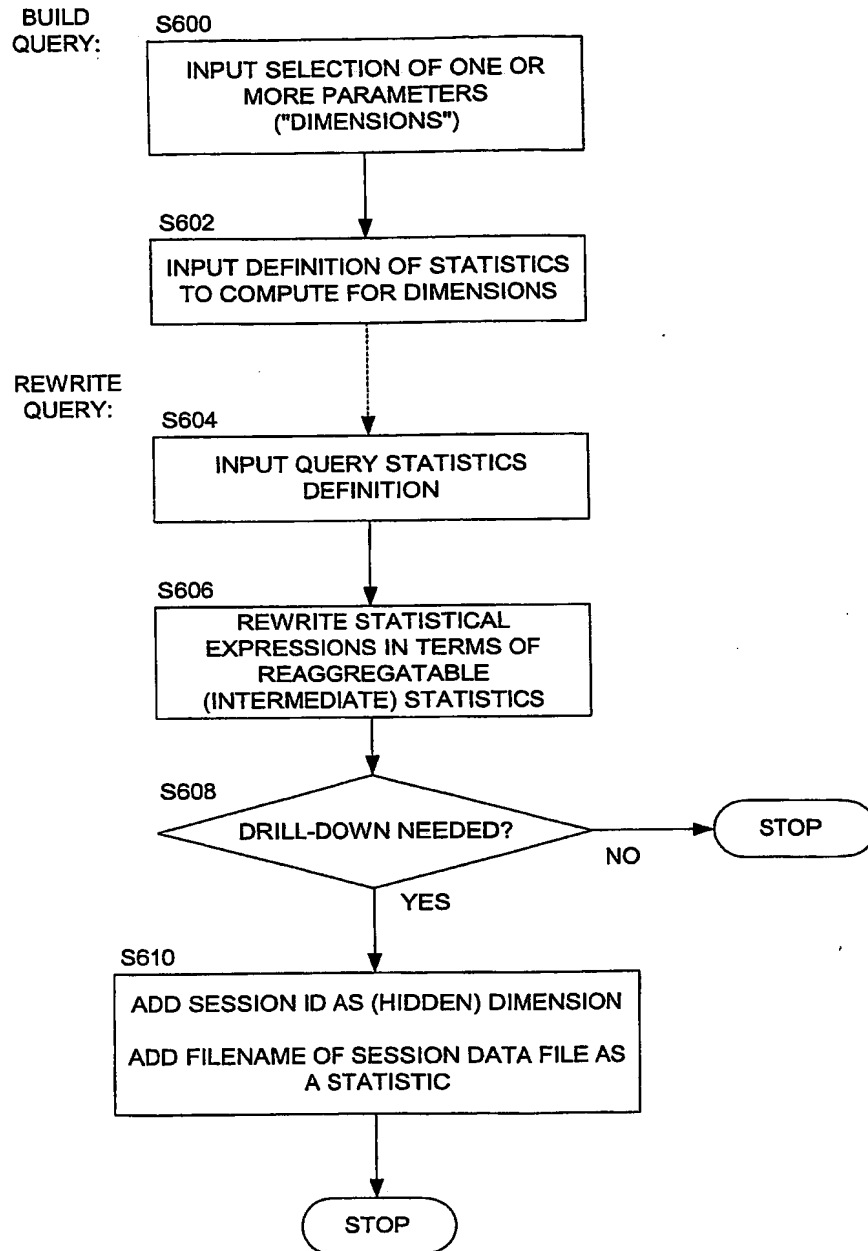 BUILD
QUERY:
S600
INPUT SELECTION OF ONE OR
MORE PARAMETERS
("DIMENSIONS")
S602
INPUT DEFINITION OF STATISTICS
TO COMPUTE FOR DIMENSIONS
REWRITE
QUERY:
S604
INPUT QUERY STATISTICS
DEFINITION
S606
REWRITE STATISTICAL
EXPRESSIONS IN TERMS OF
REAGGREGATABLE
(INTERMEDIATE) STATISTICS
S608
DRILL-DOWN NEEDED?
NO
STOP
YES
S610
ADD SESSION ID AS (HIDDEN) DIMENSION
ADD FILENAME OF SESSION DATA FILE AS
A STATISTIC
STOP